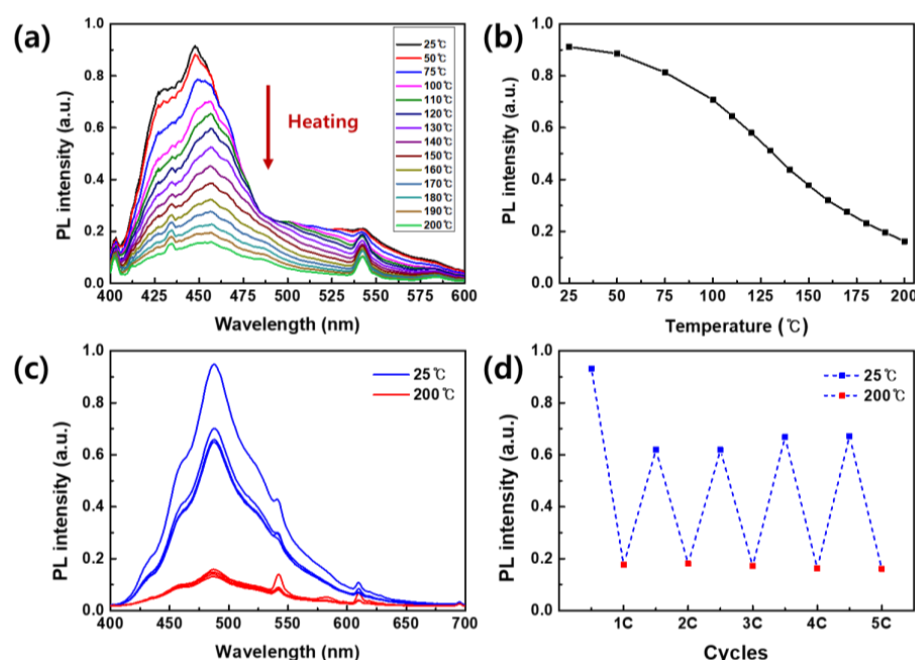 (a)
PL intensity (a.u.)
1.0
0.8
0.6
0.4
0.2
0.0
400 425 450 475 500 525 550 575 600
Wavelength (nm)
Heating
25℃
50℃
75℃
100℃
110℃
120℃
130℃
140℃
150℃
160℃
170℃
180℃
190℃
200℃
(b)
PL intensity (a.u.)
1.0
0.8
0.6
0.4
0.2
0.0
25 50 75 100 125 150 175 200
Temperature (℃)
(c)
PL intensity (a.u.)
1.0
0.8
0.6
0.4
0.2
0.0
400 450 500 550 600 650 700
Wavelength (nm)
25℃
200℃
(d)
PL intensity (a.u.)
1.0
0.8
0.6
0.4
0.2
0.0
1C 2C 3C 4C 5C
Cycles
25℃
200℃